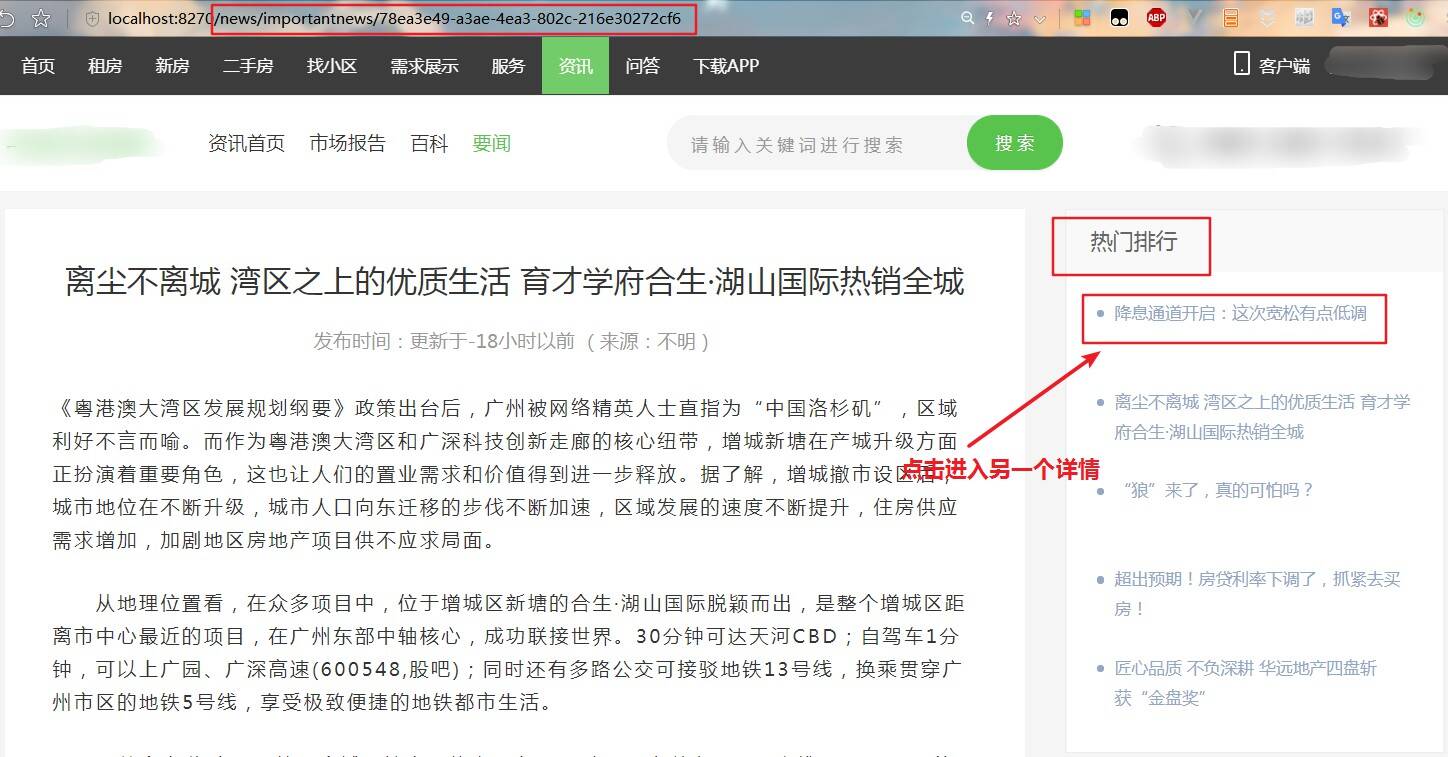 localhost:8270/news/importantnews/78ea3e49-a3ae-4ea3-802c-216e30272cf6
ABP
首页 租房 新房 二手房 找小区 需求展示 服务 资讯 问答 下载APP 客户端
资讯首页 市场报告 百科 要闻 请输入关键词进行搜索 搜索
离尘不离城 湾区之上的优质生活 育才学府合生·湖山国际热销全城
发布时间：更新于-18小时以前 （来源：不明）
《粤港澳大湾区发展规划纲要》政策出台后，广州被网络精英人士直指为“中国洛杉矶”，区域
利好不言而喻。而作为粤港澳大湾区和广深科技创新走廊的核心纽带，增城新塘在产城升级方面
正扮演着重要角色，这也让人们的置业需求和价值得到进一步释放。据了解，增城撤市设区后，
城市地位在不断升级，城市人口向东迁移的步伐不断加速，区域发展的速度不断提升，住房供应
需求增加，加剧地区房地产项目供不应求局面。
从地理位置看，在众多项目中，位于增城区新塘的合生·湖山国际脱颖而出，是整个增城区距
离市中心最近的项目，在广州东部中轴核心，成功联接世界。30分钟可达天河CBD；自驾车1分
钟，可以上广园、广深高速(600548,股吧)；同时还有多路公交可接驳地铁13号线，换乘贯穿广
州市区的地铁5号线，享受极致便捷的地铁都市生活。
热门排行
降息通道开启：这次宽松有点低调
点击进入另一个详情
离尘不离城 湾区之上的优质生活 育才学
府合生·湖山国际热销全城
“狼”来了，真的可怕吗？
超出预期！房贷利率下调了，抓紧去买
房！
匠心品质 不负深耕 华远地产四盘斩
获“金盘奖”